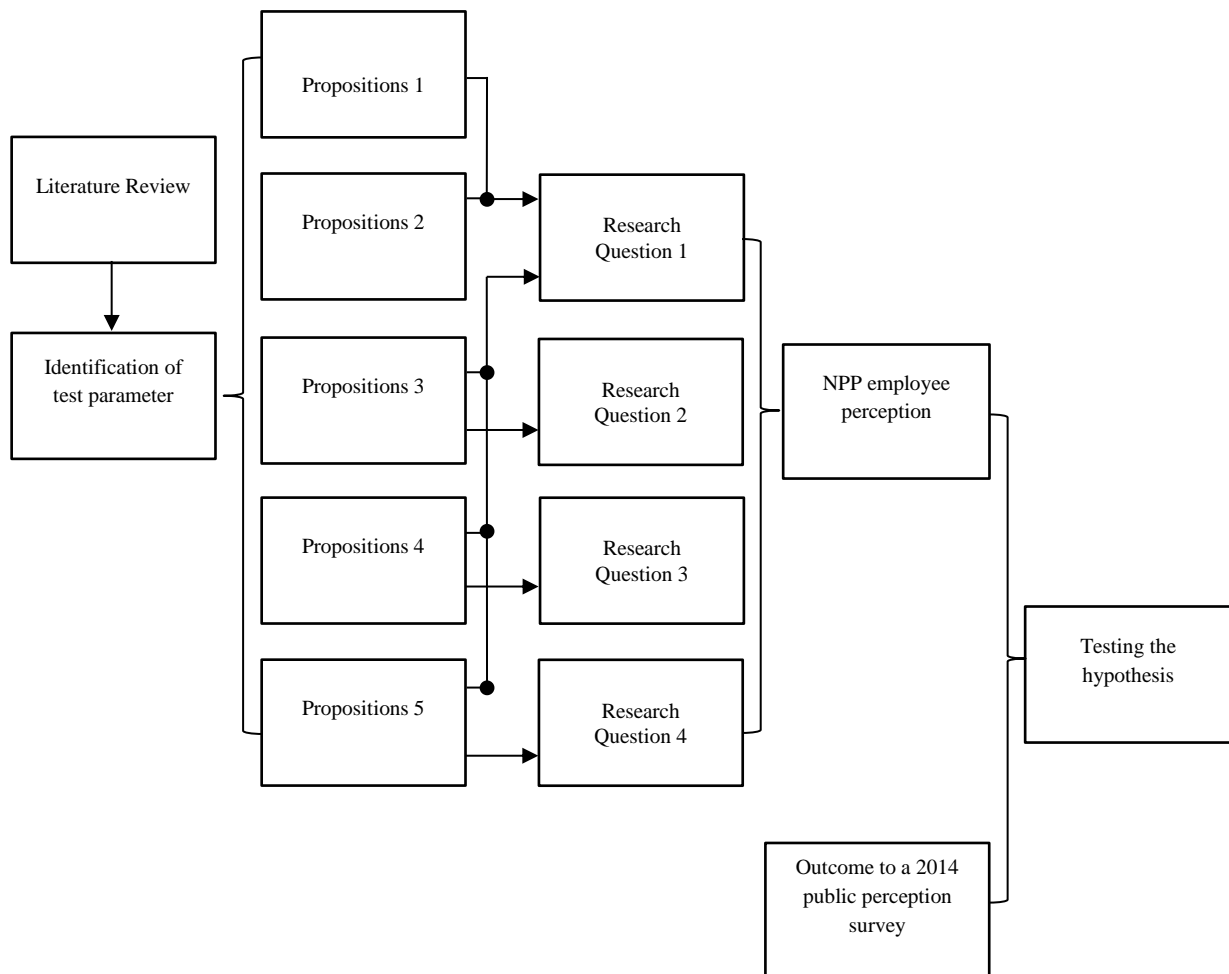 Literature Review
Identification of
test parameter
Propositions 1
Propositions 2
Propositions 3
Propositions 4
Propositions 5
Research
Question 1
Research
Question 2
Research
Question 3
Research
Question 4
NPP employee
perception
Outcome to a 2014
public perception
survey
Testing the
hypothesis